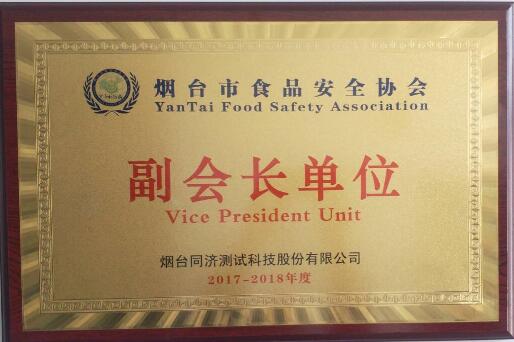 烟台市食品安全协会
YanTai Food Safety Association
副会长单位
Vice President Unit
烟台同济测试科技股份有限公司
2017-2018年度